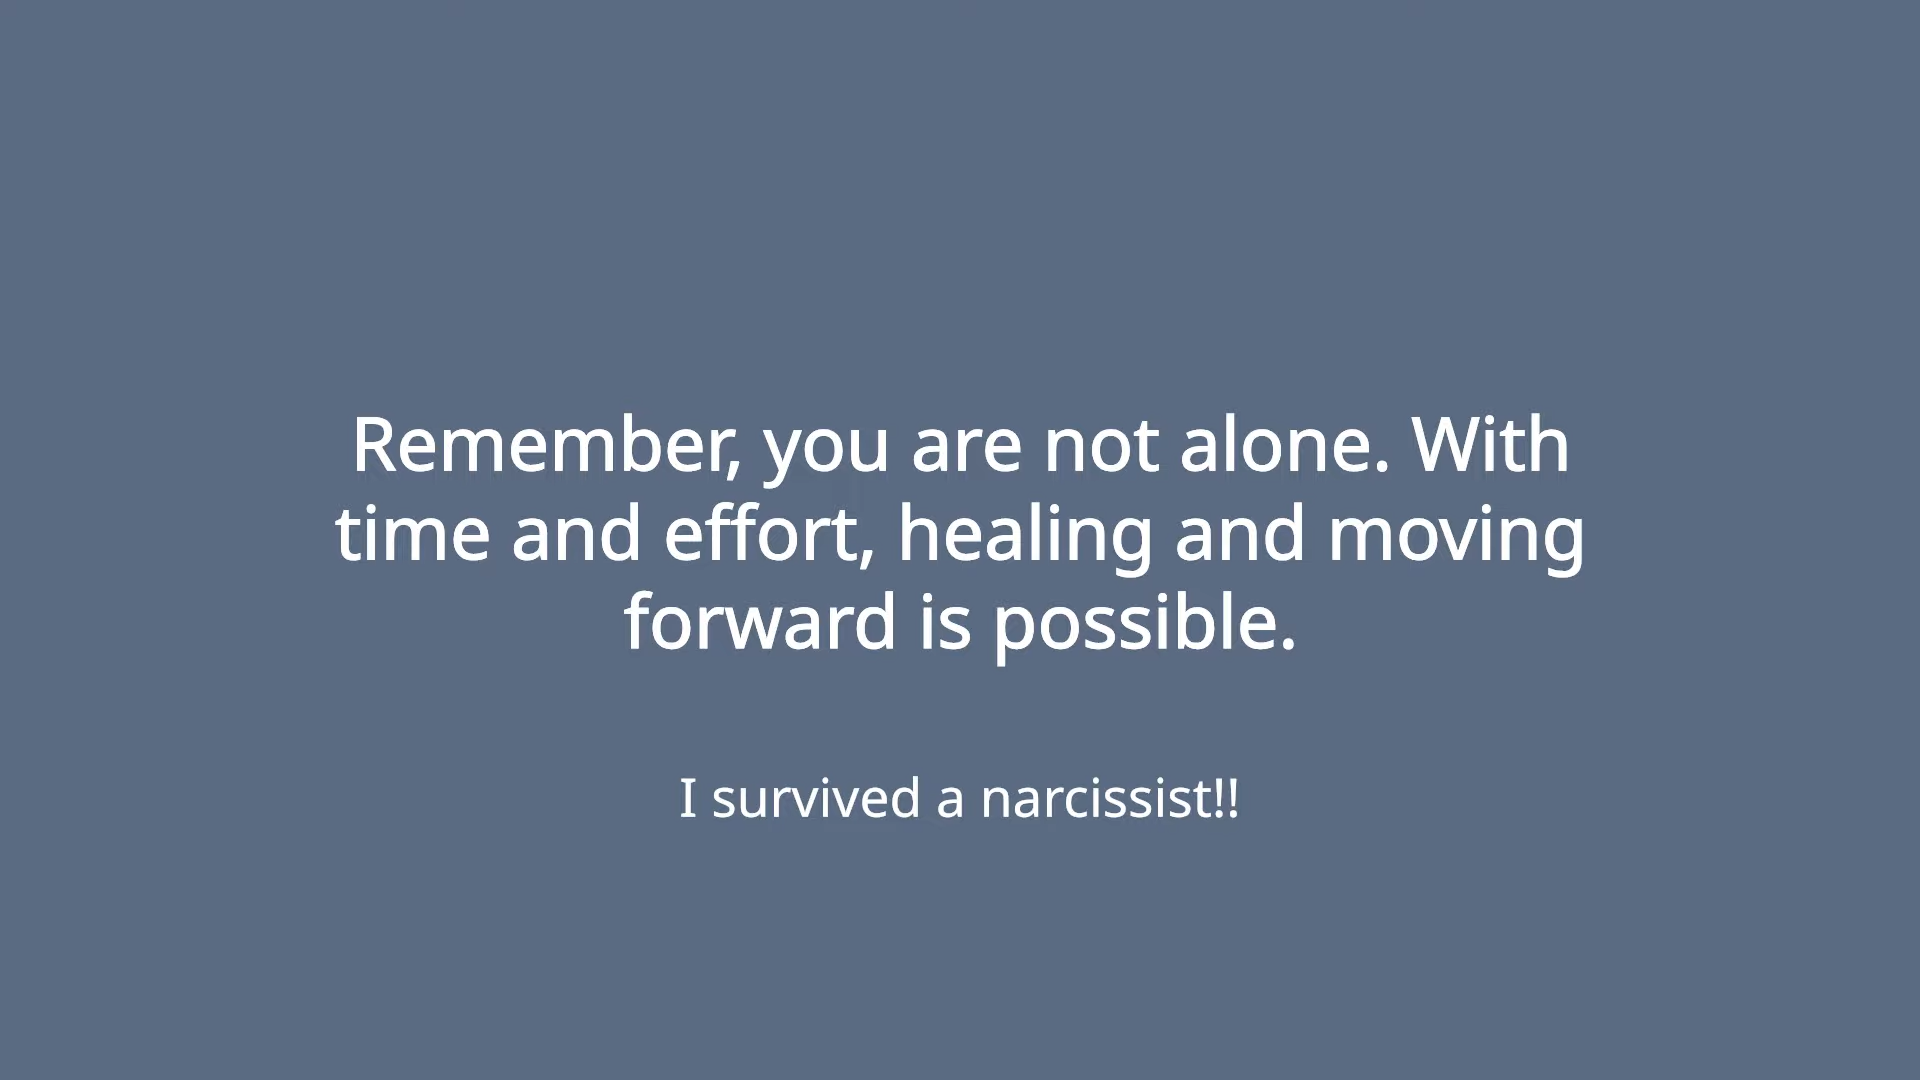 Remember, you are not alone. With
time and effort, healing and moving
forward is possible.
I survived a narcissist!!